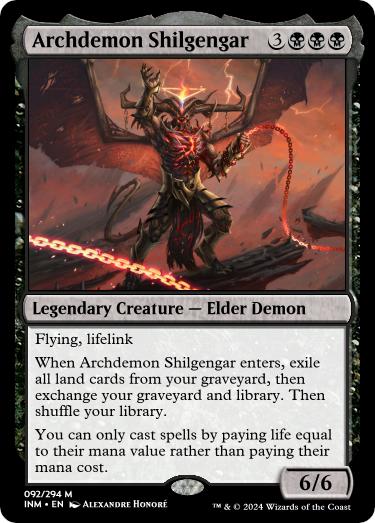 Archdemon Shilgengar 3
Legendary Creature — Elder Demon
Flying, lifelink
When Archdemon Shilgengar enters, exile
all land cards from your graveyard, then
exchange your graveyard and library. Then
shuffle your library.
You can only cast spells by paying life equal
to their mana value rather than paying their
mana cost.
6/6
092/294 M
INM • EN Alexandre Honoré
™ & © 2024 Wizards of the Coast